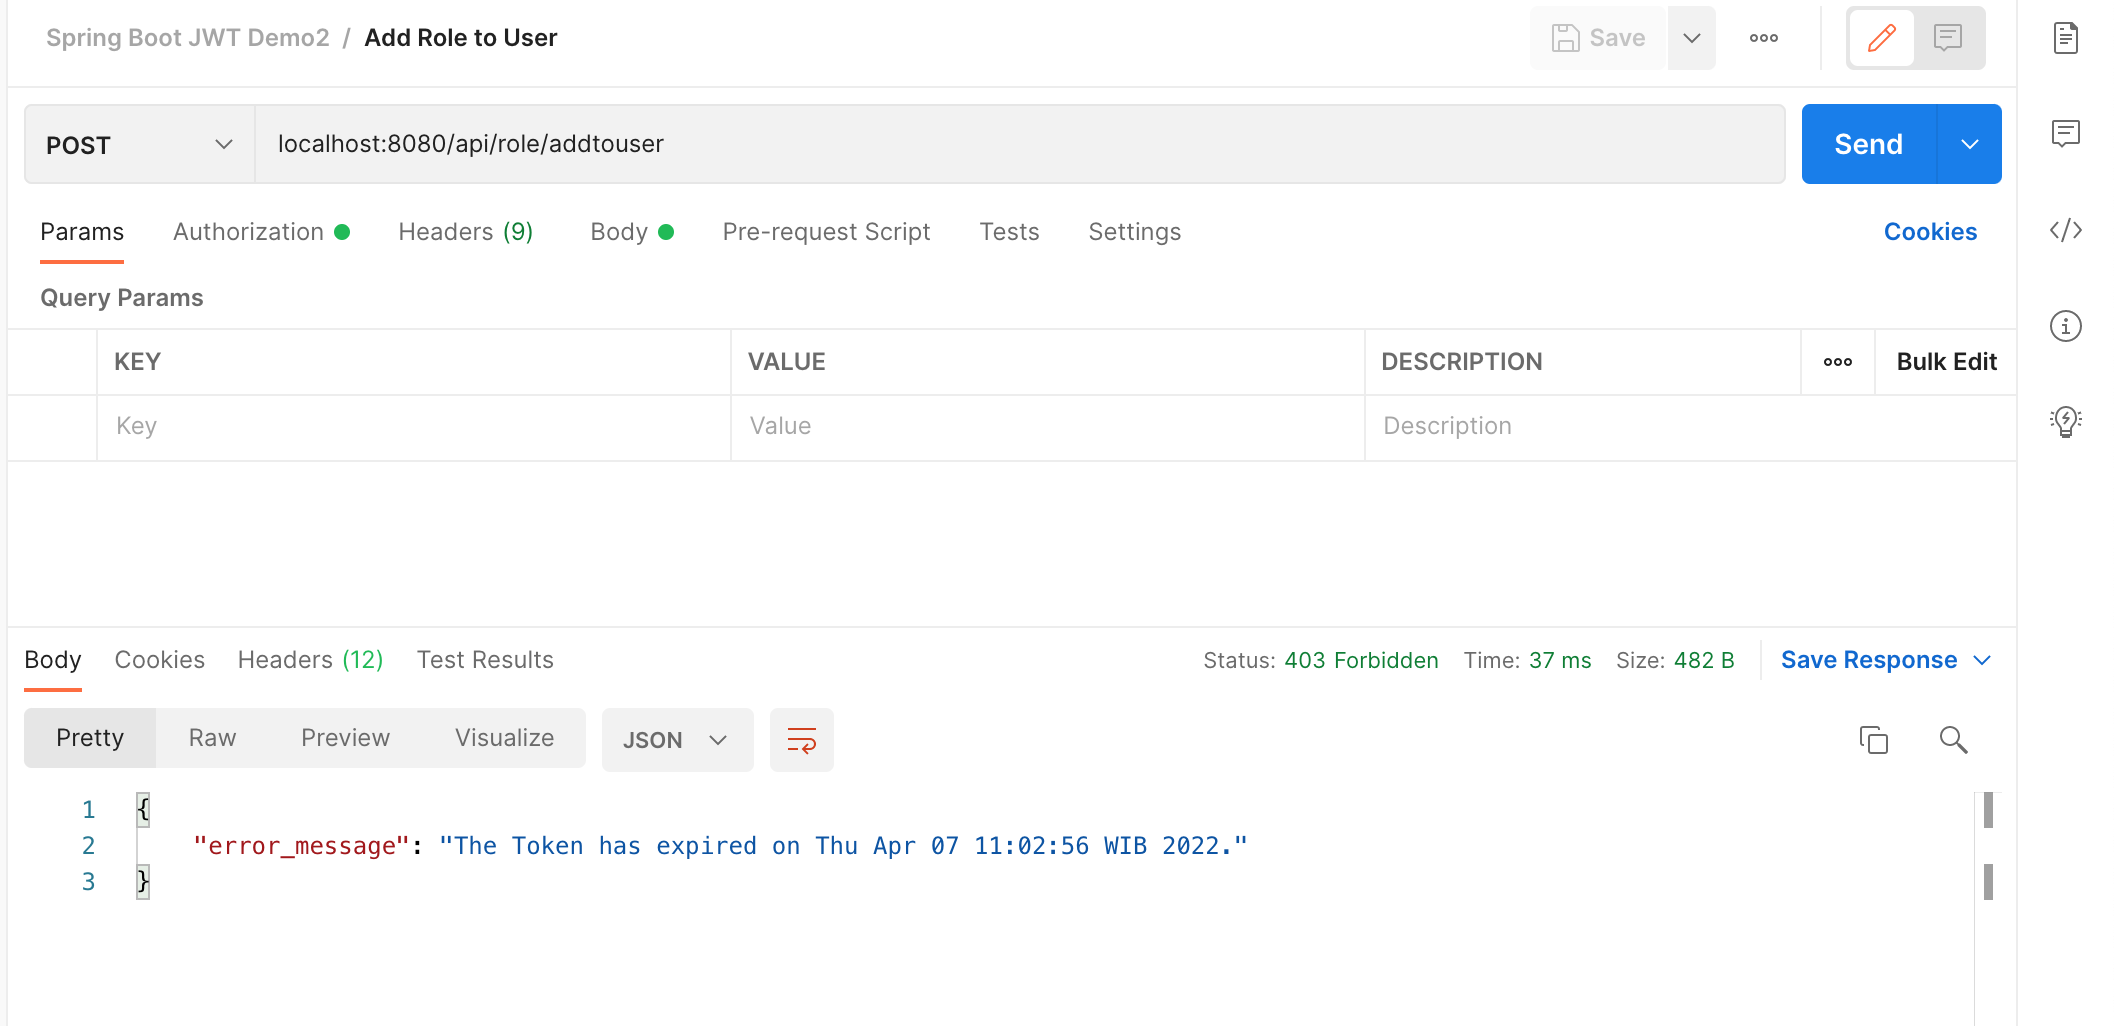 Spring Boot JWT Demo2 / Add Role to User
Save
POST
localhost:8080/api/role/addtouser
Send
Params Authorization Headers (9) Body Pre-request Script Tests Settings Cookies
Query Params
KEY VALUE DESCRIPTION Bulk Edit
Key Value Description
Body Cookies Headers (12) Test Results Status: 403 Forbidden Time: 37 ms Size: 482 B Save Response
Pretty Raw Preview Visualize JSON
1 {
2 "error_message": "The Token has expired on Thu Apr 07 11:02:56 WIB 2022."
3 }